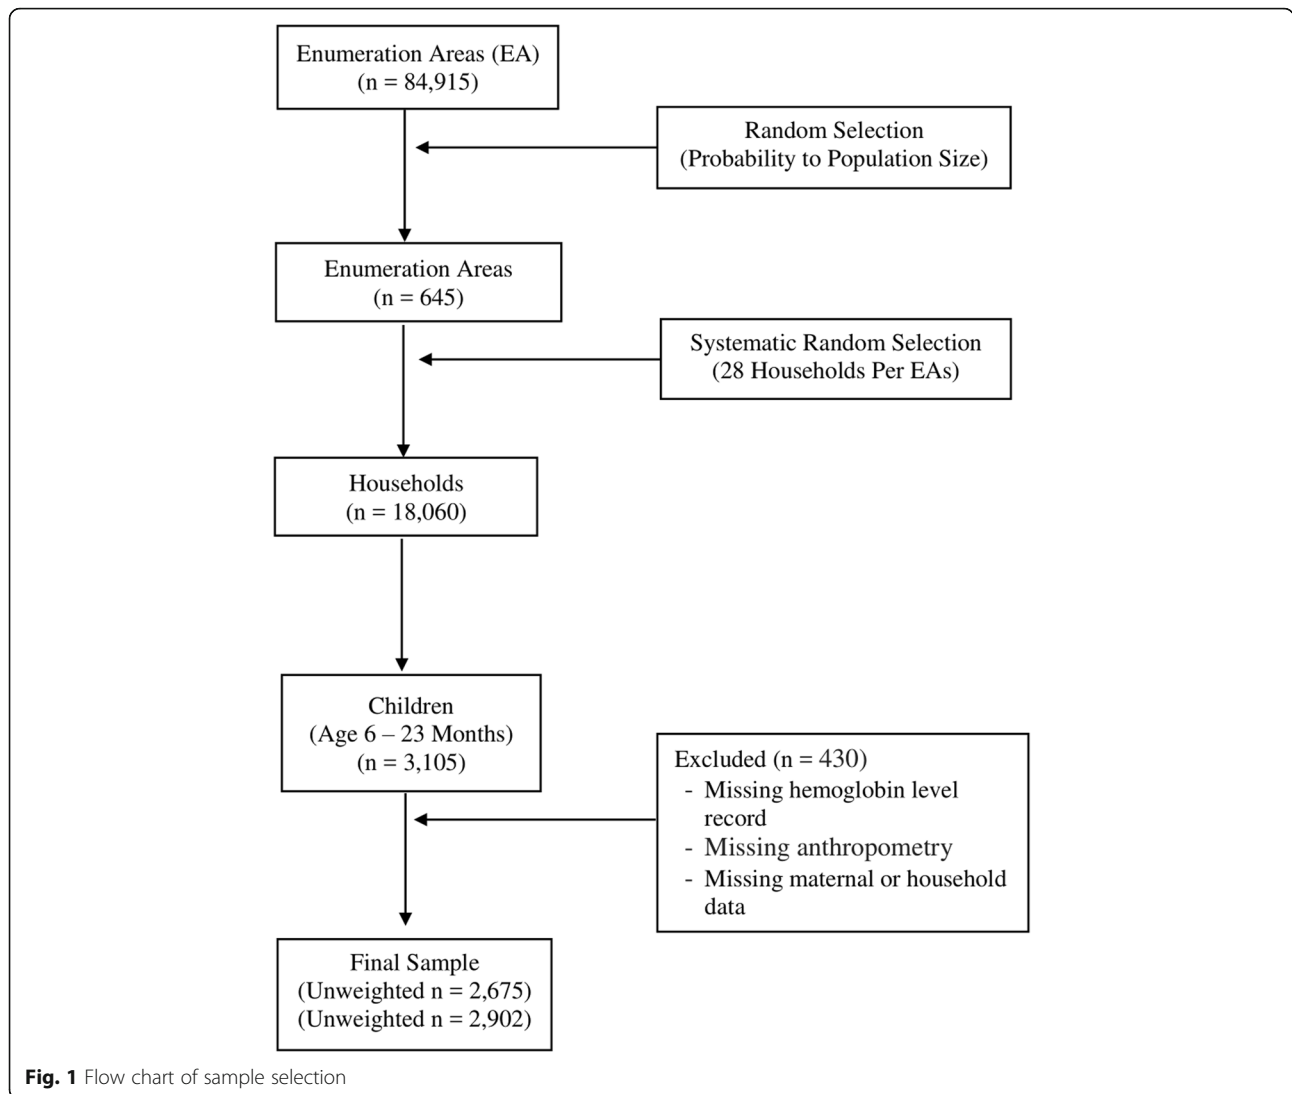 Enumeration Areas (EA)
(n = 84,915)
Random Selection
(Probability to Population Size)
Enumeration Areas
(n = 645)
Systematic Random Selection
(28 Households Per EAs)
Households
(n = 18,060)
Children
(Age 6 – 23 Months)
(n = 3,105)
Excluded (n = 430)
- Missing hemoglobin level
record
- Missing anthropometry
- Missing maternal or household
data
Final Sample
(Unweighted n = 2,675)
(Unweighted n = 2,902)
Fig. 1 Flow chart of sample selection